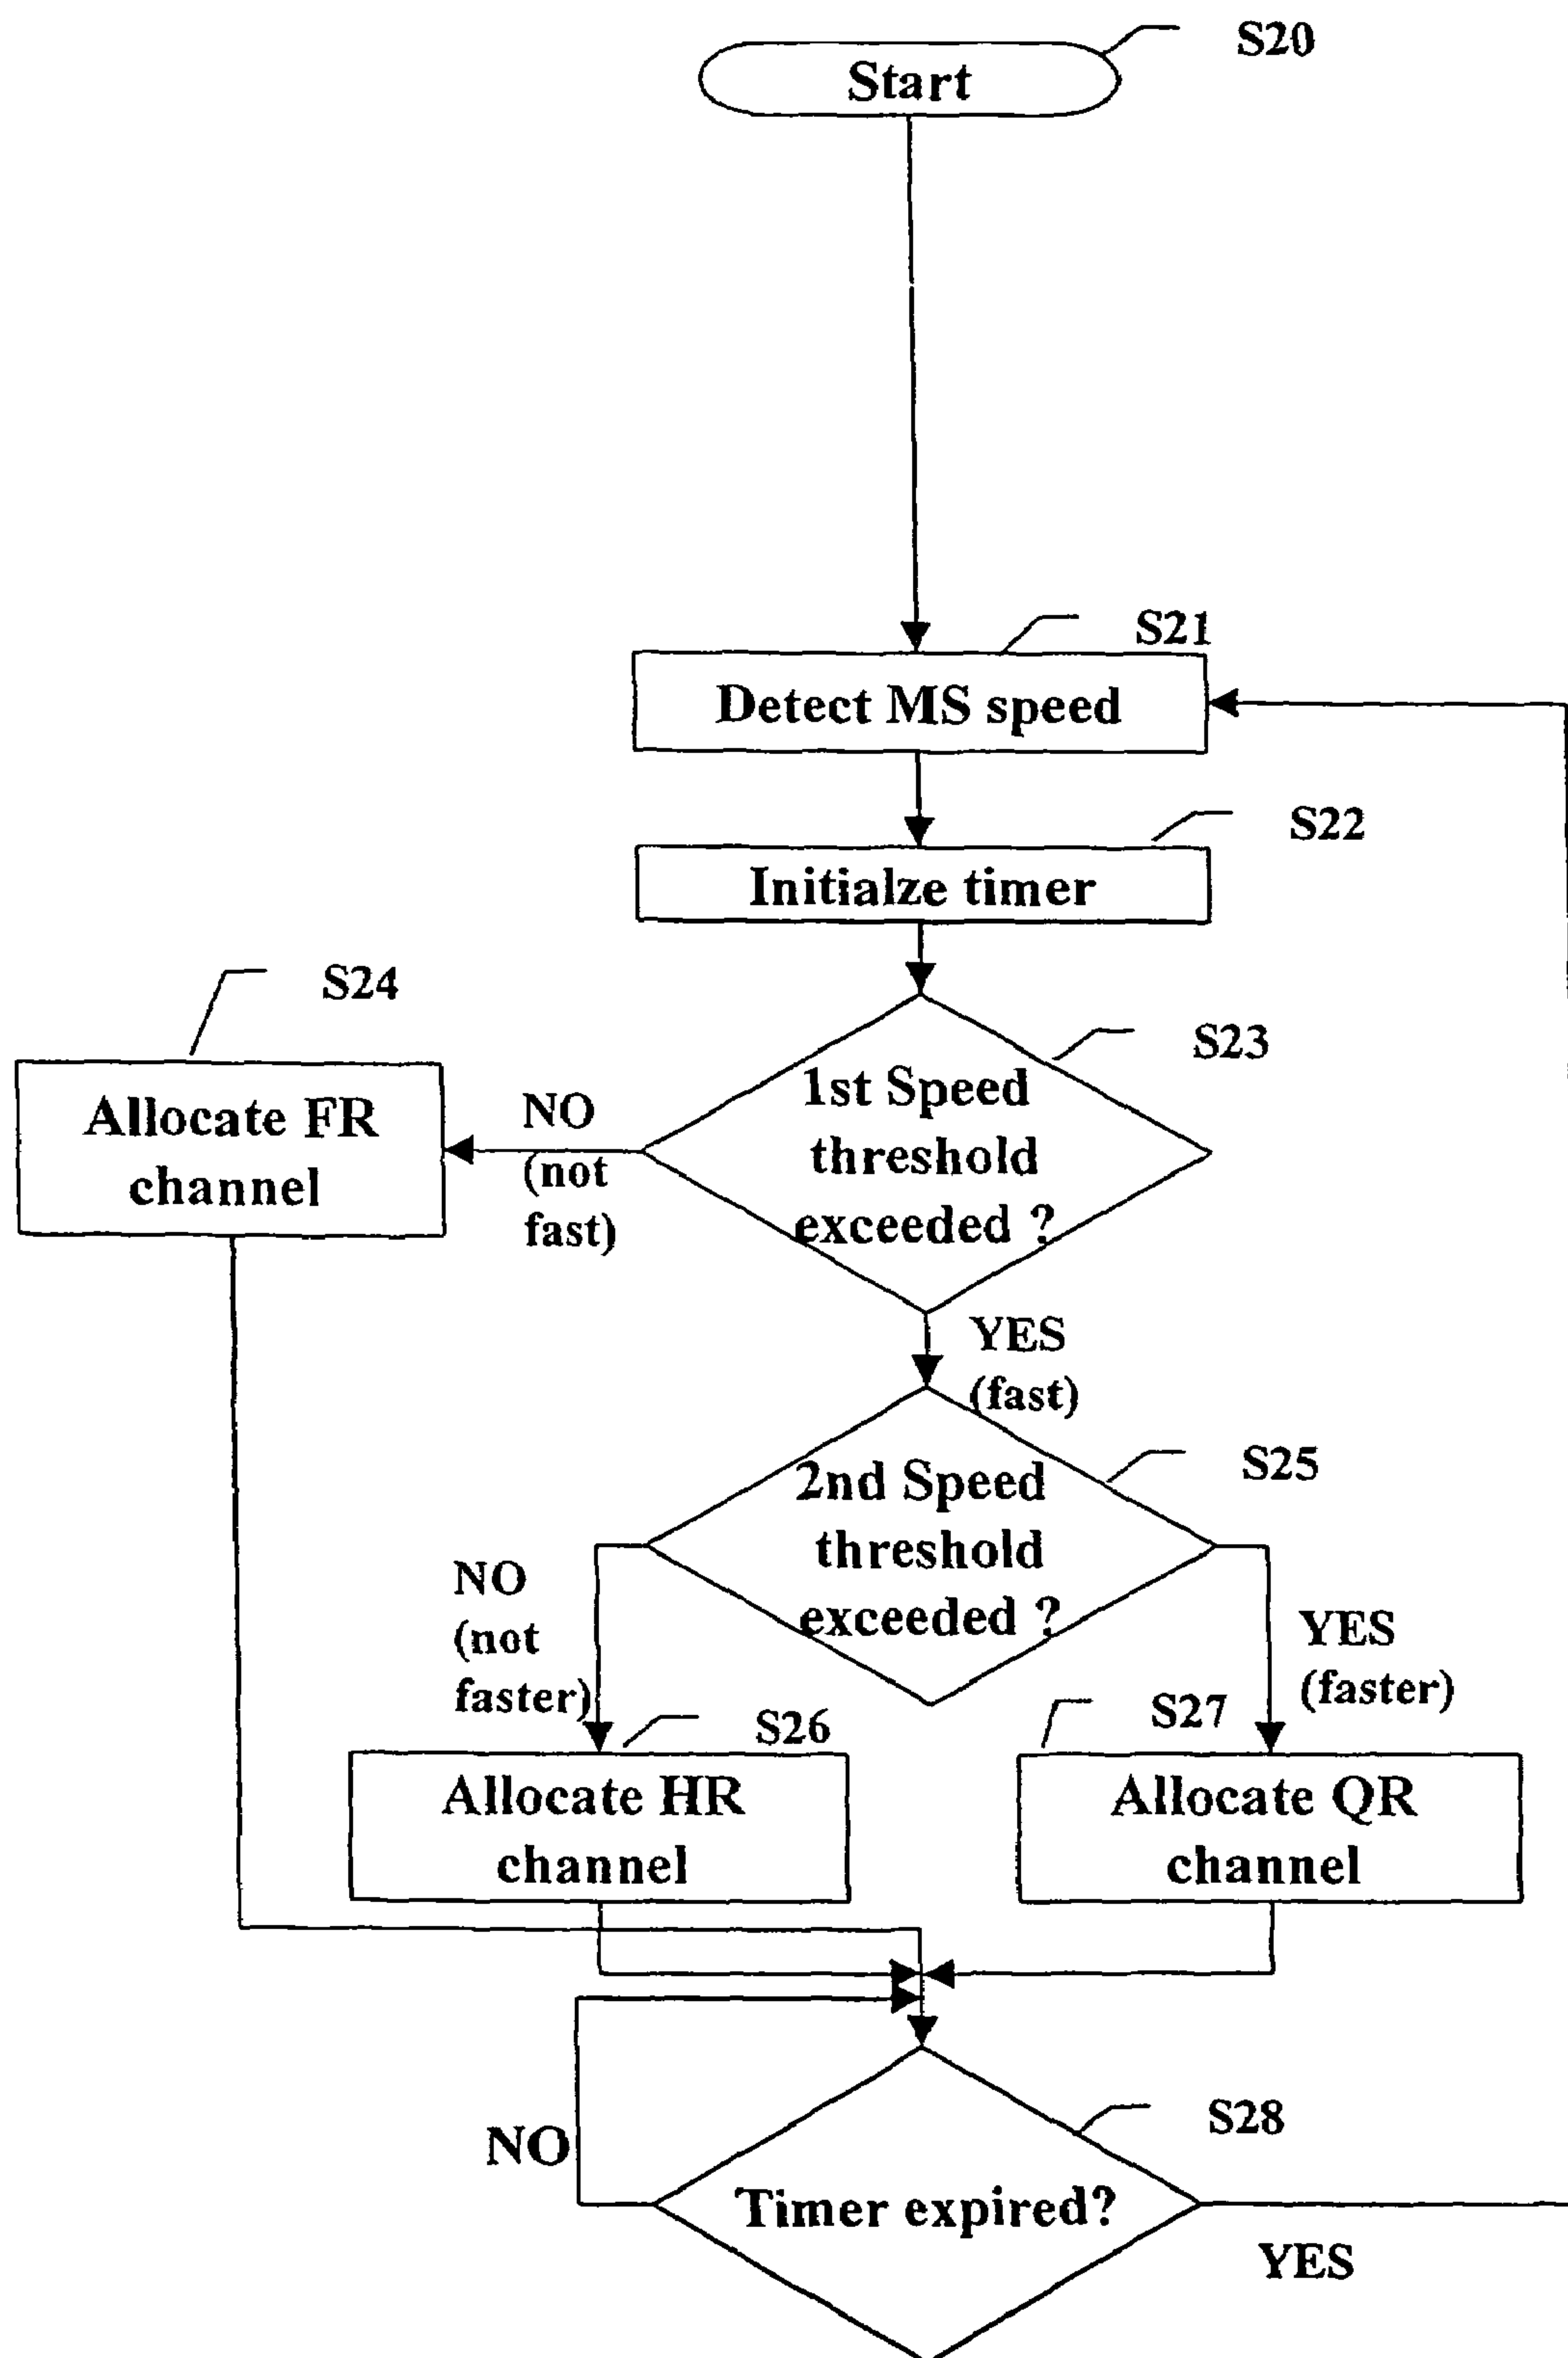 S20
Start
S21
Detect MS speed
S22
Initialze timer
S24
S23
Allocate FR
channel
NO
(not
fast)
1st Speed
threshold
exceeded ?
YES
(fast)
S25
2nd Speed
threshold
exceeded ?
NO
(not
faster)
YES
(faster)
S26
S27
Allocate HR
channel
Allocate QR
channel
S28
NO
Timer expired?
YES